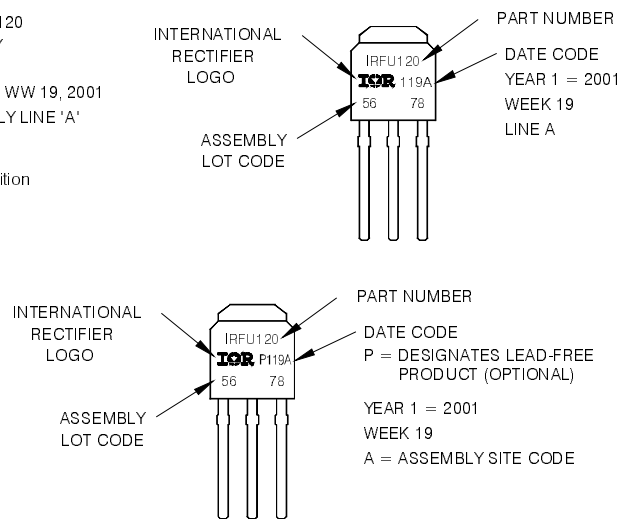 120
WW 19, 2001
LY LINE 'A'
ition
INTERNATIONAL
RECTIFIER
LOGO
ASSEMBLY
LOT CODE
IRFU120
IOR 119A
56 78
PART NUMBER
DATE CODE
YEAR 1 = 2001
WEEK 19
LINE A
INTERNATIONAL
RECTIFIER
LOGO
ASSEMBLY
LOT CODE
IRFU120
IOR P119A
56 78
PART NUMBER
DATE CODE
P = DESIGNATES LEAD-FREE
PRODUCT (OPTIONAL)
YEAR 1 = 2001
WEEK 19
A = ASSEMBLY SITE CODE